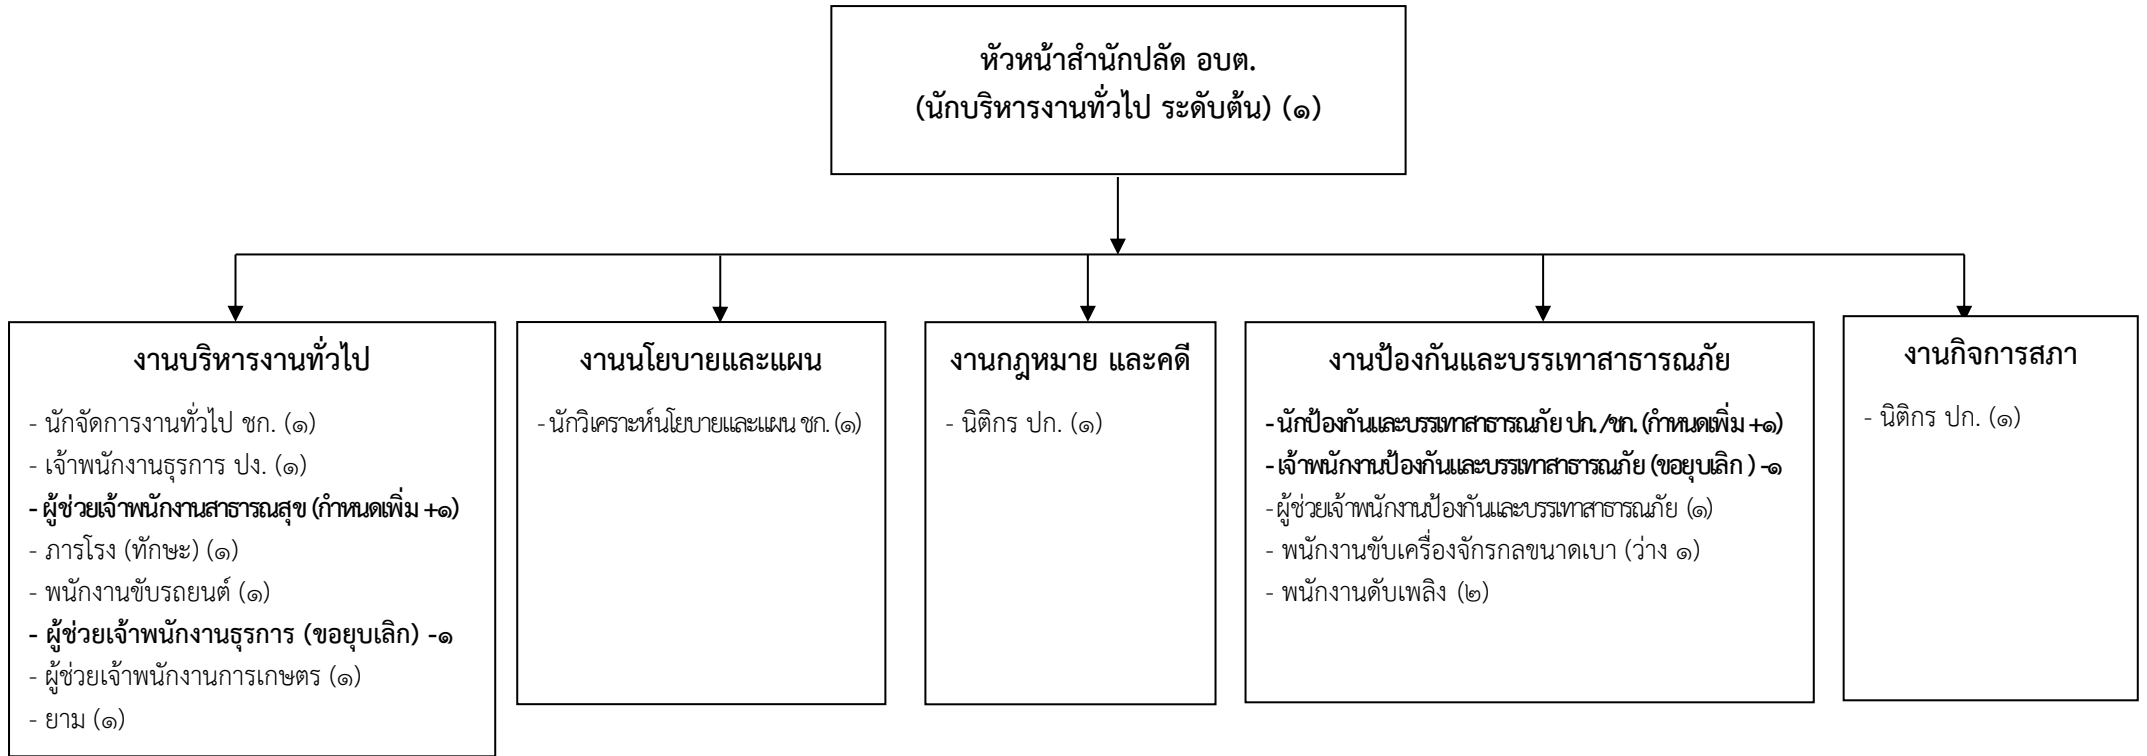 หัวหน้าสำนักปลัด อบต.
(นักบริหารงานทั่วไป ระดับต้น) (๑)
งานบริหารงานทั่วไป
- นักจัดการงานทั่วไป ชก. (๑)
- เจ้าพนักงานธุรการ ปง. (๑)
- ผู้ช่วยเจ้าพนักงานสาธารณสุข (กำหนดเพิ่ม +๑)
- ภารโรง (ทักษะ) (๑)
- พนักงานขับรถยนต์ (๑)
- ผู้ช่วยเจ้าพนักงานธุรการ (ขอยุบเลิก) -๑
- ผู้ช่วยเจ้าพนักงานการเกษตร (๑)
- ยาม (๑)
งานนโยบายและแผน
- นักวิเคราะห์นโยบายและแผน ชก. (๑)
งานกฎหมาย และคดี
- นิติกร ปก. (๑)
งานป้องกันและบรรเทาสาธารณภัย
- นักป้องกันและบรรเทาสาธารณภัย ปก./ชก. (กำหนดเพิ่ม +๑)
- เจ้าพนักงานป้องกันและบรรเทาสาธารณภัย (ขอยุบเลิก ) -๑
- ผู้ช่วยเจ้าพนักงานป้องกันและบรรเทาสาธารณภัย (๑)
- พนักงานขับเครื่องจักรกลขนาดเบา (ว่าง ๑)
- พนักงานดับเพลิง (๒)
งานกิจการสภา
- นิติกร ปก. (๑)